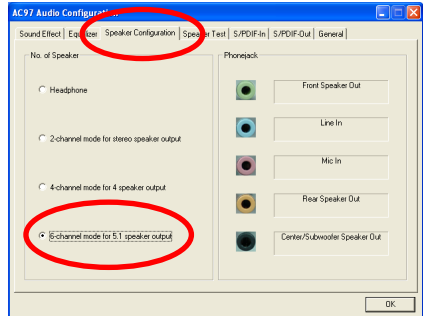 AC97 Audio Configuration
Sound Effect Equalizer Speaker Configuration Speaker Test S/PDIF-In S/PDIF-Out General
No. of Speaker
Headphone
2-channel mode for stereo speaker output
4-channel mode for 4 speaker output
6-channel mode for 5.1 speaker output
Phonejack
Front Speaker Out
Line In
Mic In
Rear Speaker Out
Center/Subwoofer Speaker Out
OK